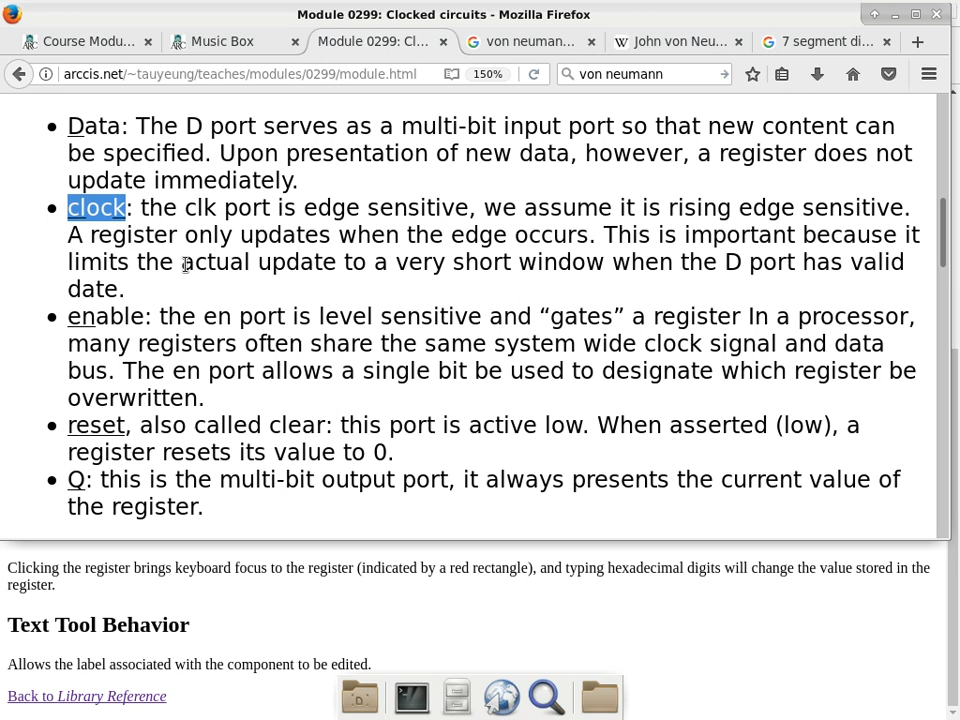 Module 0299: Clocked circuits - Mozilla Firefox
Course Modu...
Music Box
Module 0299: Cl...
von neuman...
John von Neu...
7 segment di...
arccis.net/~tauyeung/teaches/modules/0299/module.html
150%
von neumann
Data: The D port serves as a multi-bit input port so that new content can
be specified. Upon presentation of new data, however, a register does not
update immediately.
clock: the clk port is edge sensitive, we assume it is rising edge sensitive.
A register only updates when the edge occurs. This is important because it
limits the actual update to a very short window when the D port has valid
date.
enable: the en port is level sensitive and “gates” a register In a processor,
many registers often share the same system wide clock signal and data
bus. The en port allows a single bit be used to designate which register be
overwritten.
reset, also called clear: this port is active low. When asserted (low), a
register resets its value to 0.
Q: this is the multi-bit output port, it always presents the current value of
the register.
Clicking the register brings keyboard focus to the register (indicated by a red rectangle), and typing hexadecimal digits will change the value stored in the
register.
Text Tool Behavior
Allows the label associated with the component to be edited.
Back to Library Reference